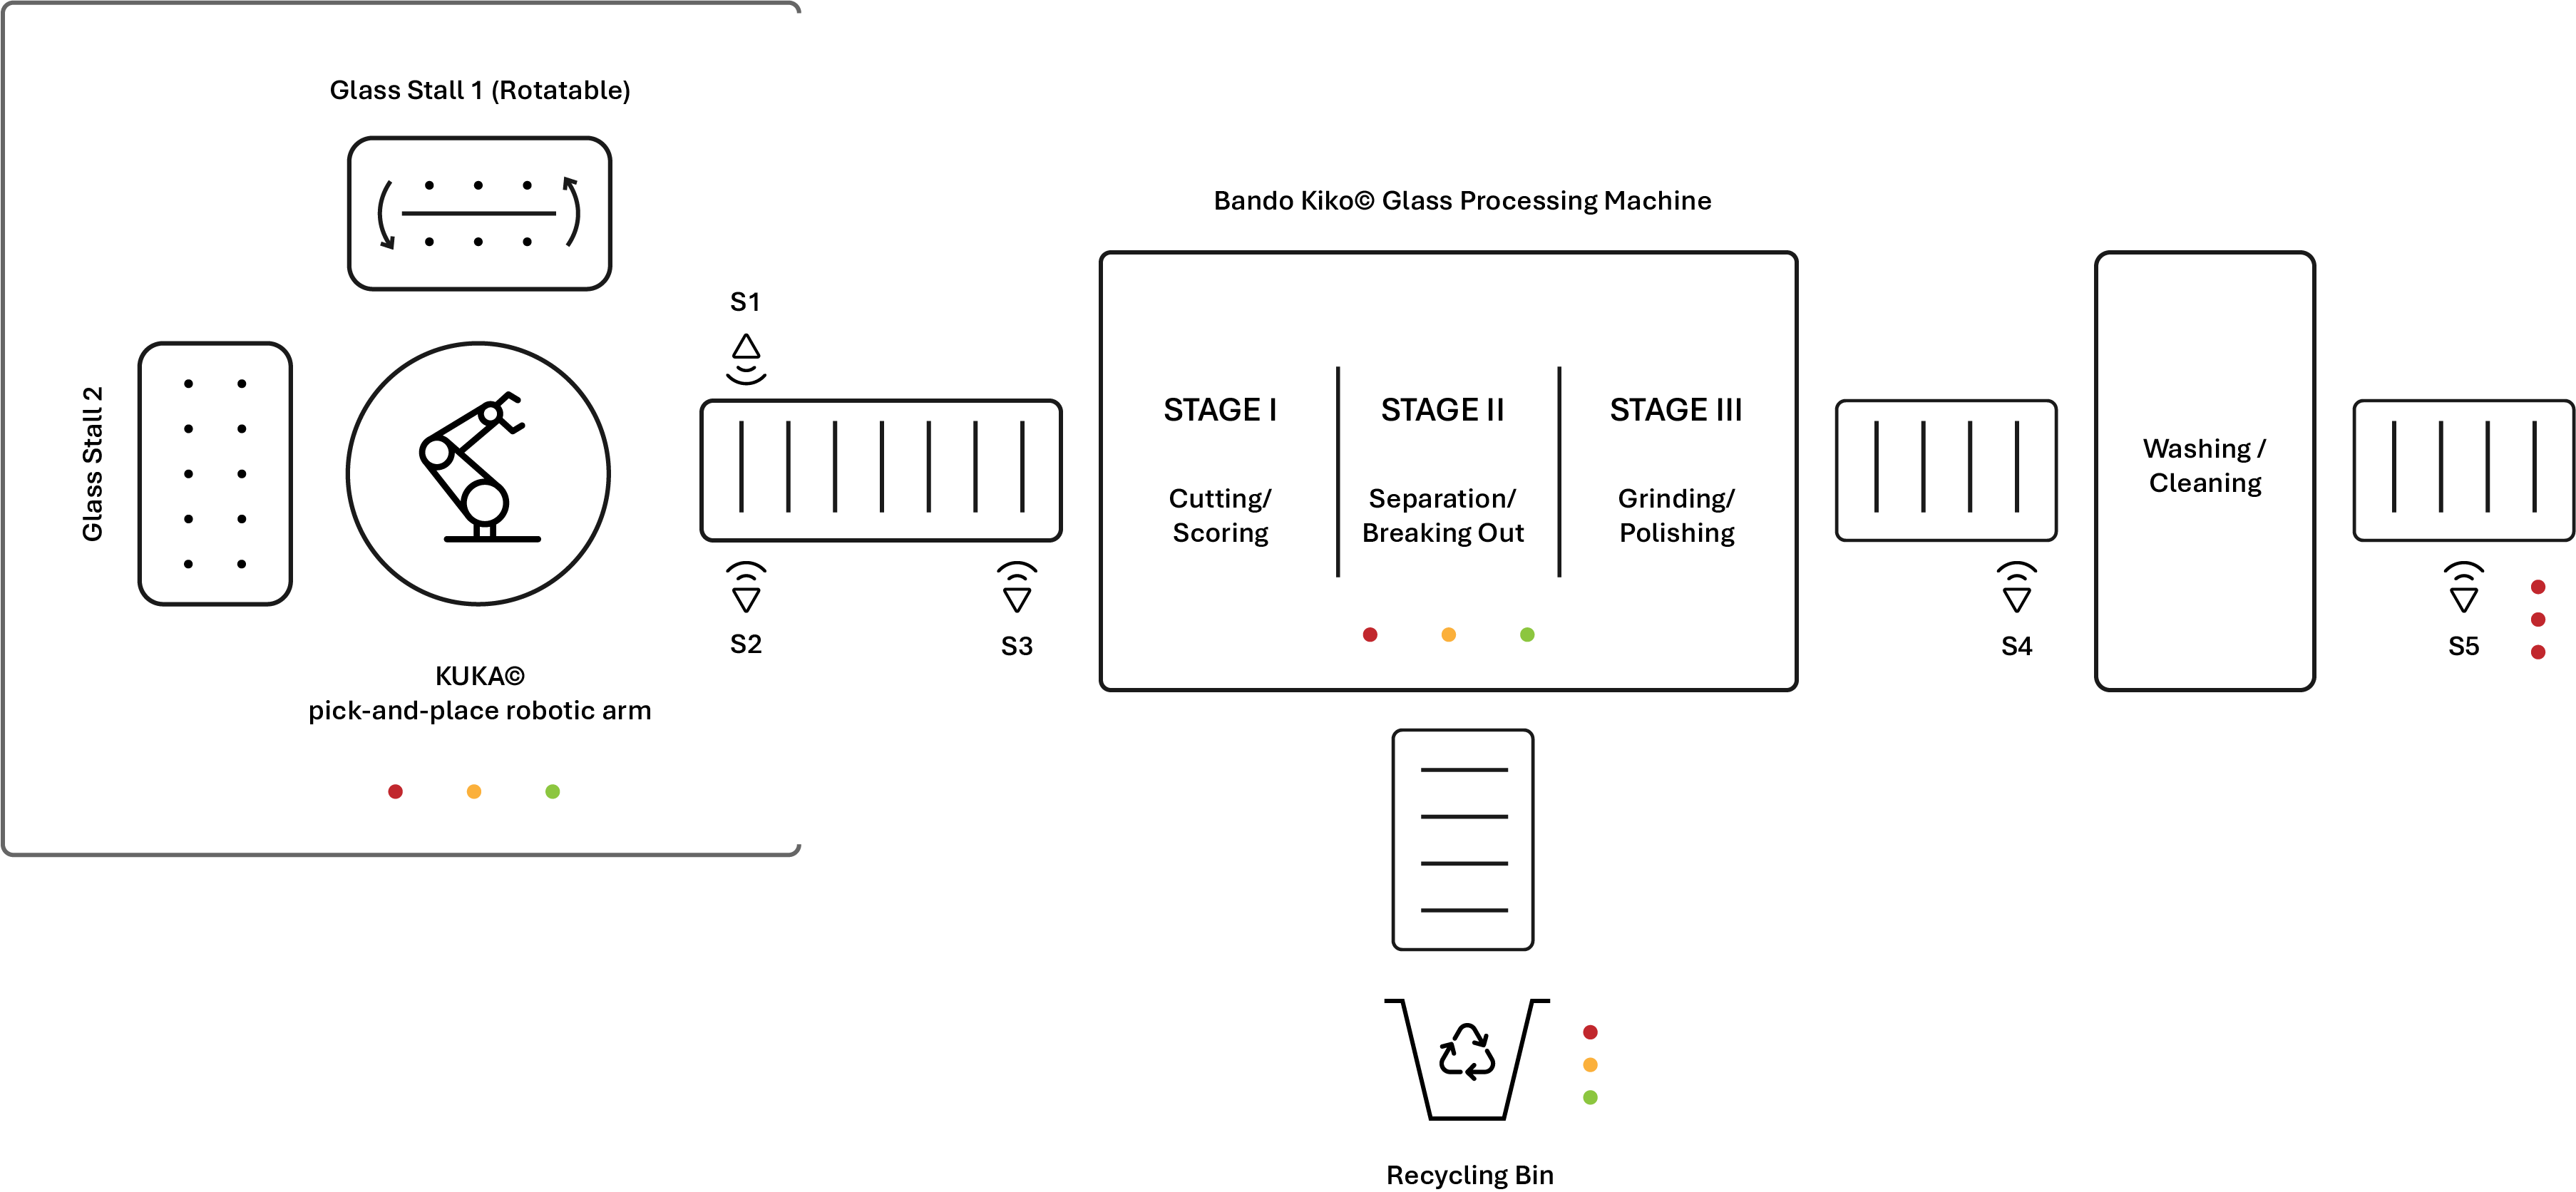 Glass Stall 1 (Rotatable)
Glass Stall 2
KUKA©
pick-and-place robotic arm
S1
S2
S3
Bando Kiko© Glass Processing Machine
STAGE I
Cutting/
Scoring
STAGE II
Separation/
Breaking Out
STAGE III
Grinding/
Polishing
Recycling Bin
S4
Washing /
Cleaning
S5